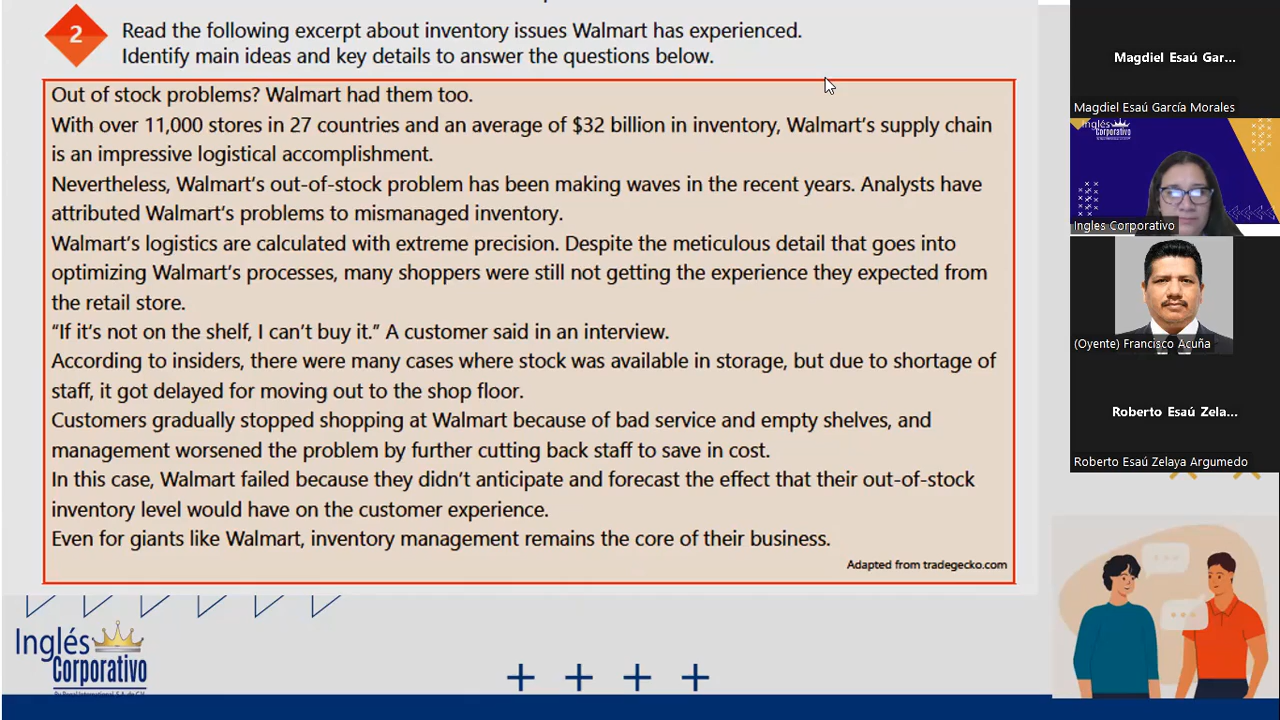 2
Read the following excerpt about inventory issues Walmart has experienced.
Identify main ideas and key details to answer the questions below.
Out of stock problems? Walmart had them too.
With over 11,000 stores in 27 countries and an average of $32 billion in inventory, Walmart's supply chain
is an impressive logistical accomplishment.
Nevertheless, Walmart's out-of-stock problem has been making waves in the recent years. Analysts have
attributed Walmart's problems to mismanaged inventory.
Walmart's logistics are calculated with extreme precision. Despite the meticulous detail that goes into
optimizing Walmart's processes, many shoppers were still not getting the experience they expected from
the retail store.
“If it's not on the shelf, I can't buy it.” A customer said in an interview.
According to insiders, there were many cases where stock was available in storage, but due to shortage of
staff, it got delayed for moving out to the shop floor.
Customers gradually stopped shopping at Walmart because of bad service and empty shelves, and
management worsened the problem by further cutting back staff to save in cost.
In this case, Walmart failed because they didn't anticipate and forecast the effect that their out-of-stock
inventory level would have on the customer experience.
Even for giants like Walmart, inventory management remains the core of their business.
Adapted from tradegecko.com
Inglés
Corporativo
Magdiel Esaú Gar...
Magdiel Esaú García Morales
Inglés
Corporativo
Ingles Corporativo
(Oyente) Francisco Acuña
Roberto Esaú Zela...
Roberto Esaú Zelaya Argumedo